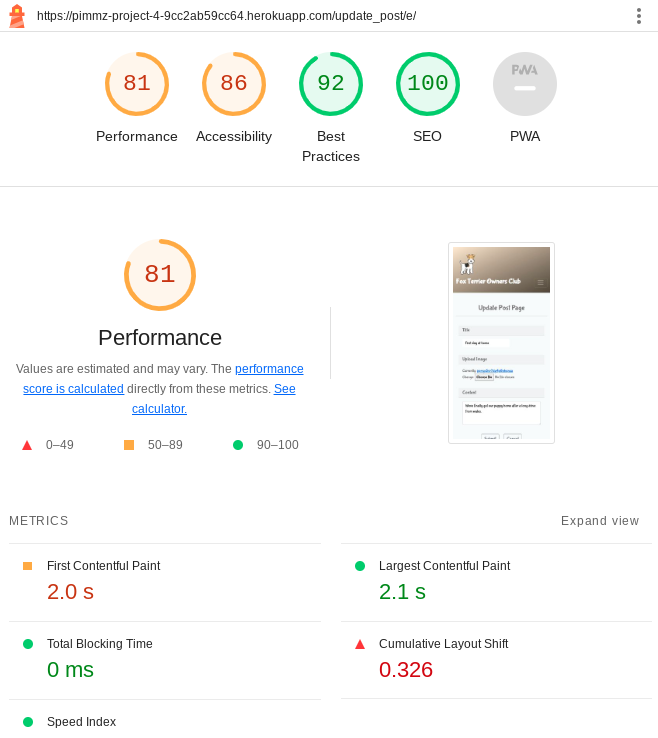 https://pimmz-project-4-9cc2ab59cc64.herokuapp.com/update_post/e/
81
86
92
100
PWA
Performance
Accessibility
Best
Practices
SEO
PWA
81
Performance
Values are estimated and may vary. The performance
score is calculated directly from these metrics. See
calculator.
0–49
50–89
90–100
Fox Terrier Owners Club
Update Post Page
Title
First day at home
Upload Image
Content
METRICS
Expand view
First Contentful Paint
2.0 s
Largest Contentful Paint
2.1 s
Total Blocking Time
0 ms
Cumulative Layout Shift
0.326
Speed Index